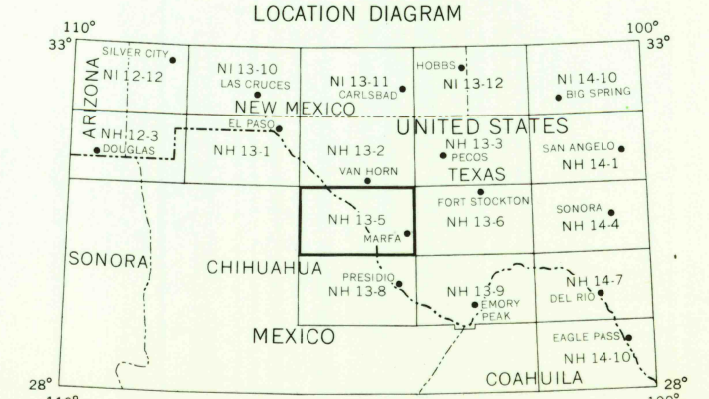 LOCATION DIAGRAM
110°
100°
33°
33°
SILVER CITY
NI 12-12
NI 13-10
LAS CRUCES
NI 13-11
CARLSBAD
HOBBS
NI 13-12
NI 14-10
BIG SPRING
ARIZONA
NEW MEXICO
UNITED STATES
EL PASO
NH 12-3
DOUGLAS
NH 13-1
NH 13-2
VAN HORN
NH 13-3
PECOS
TEXAS
SAN ANGELO
NH 14-1
FORT STOCKTON
NH 13-5
MARFA
NH 13-6
SONORA
NH 14-4
SONORA
CHIHUAHUA
PRESIDIO
NH 13-8
NH 13-9
EMORY
PEAK
NH 14-7
DEL RIO
MEXICO
EAGLE PASS
NH 14-10
COAHUILA
28°
28°